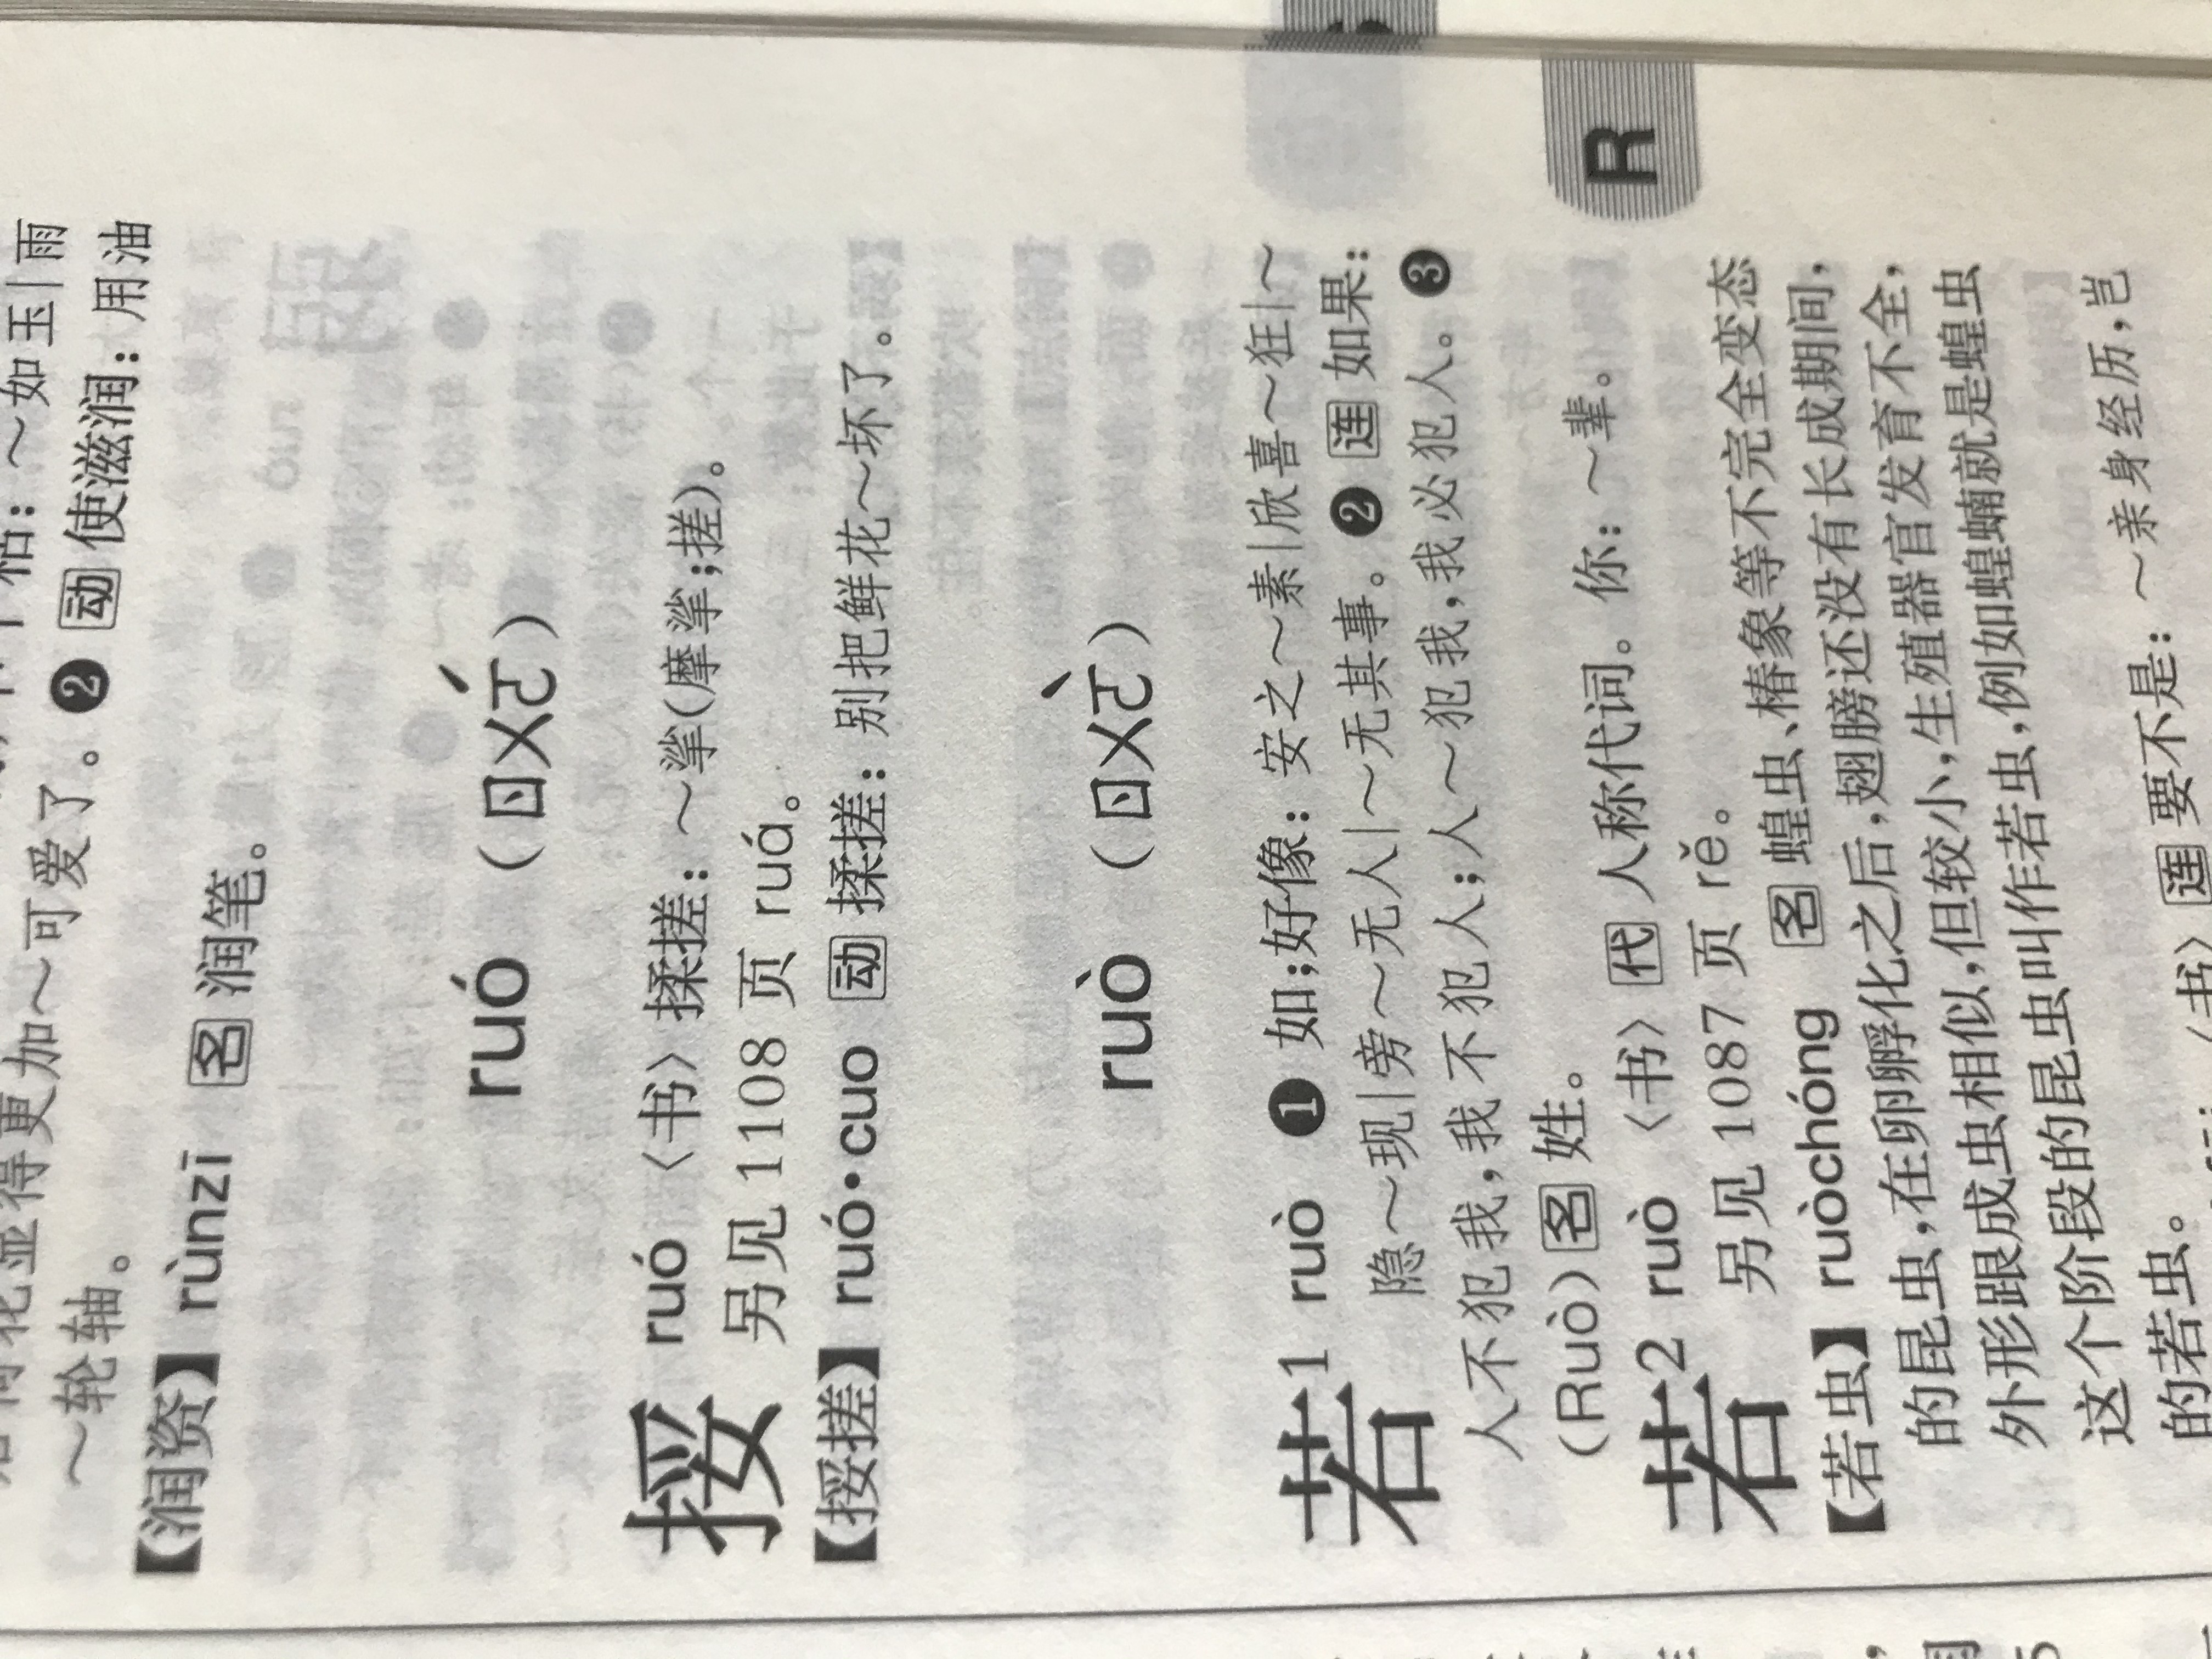 ～如玉|雨
可爱了。❷ 动 使滋润：用油
～轮轴。
【润资】 rùnzī 名 润笔。
ruó （ㄖㄨㄛˊ）
挼 ruó 〈书〉揉搓：～挲(摩挲；搓)。
另见 1108 页 ruá。
【挼搓】 ruó·cuo 动 揉搓：别把鲜花～坏了。
ruò （ㄖㄨㄛˋ）
若1 ruò ❶ 如；好像：安之～素|欣喜～狂|～
隐～现|旁～无人|～无其事。❷ 连 如果：
人不犯我，我不犯人；人～犯我，我必犯人。❸
(Ruò) 名 姓。
若2 ruò 〈书〉代 人称代词。你：～辈。
另见 1087 页 rě。
【若虫】 ruòchóng 名 蝗虫、椿象等不完全变态
的昆虫，在卵孵化之后，翅膀还没有长成期间，
外形跟成虫相似，但较小，生殖器官发育不全，
这个阶段的昆虫叫作若虫，例如蝗蝻就是蝗虫
的若虫。
〈书〉连 要不是：～亲身经历，岂
R